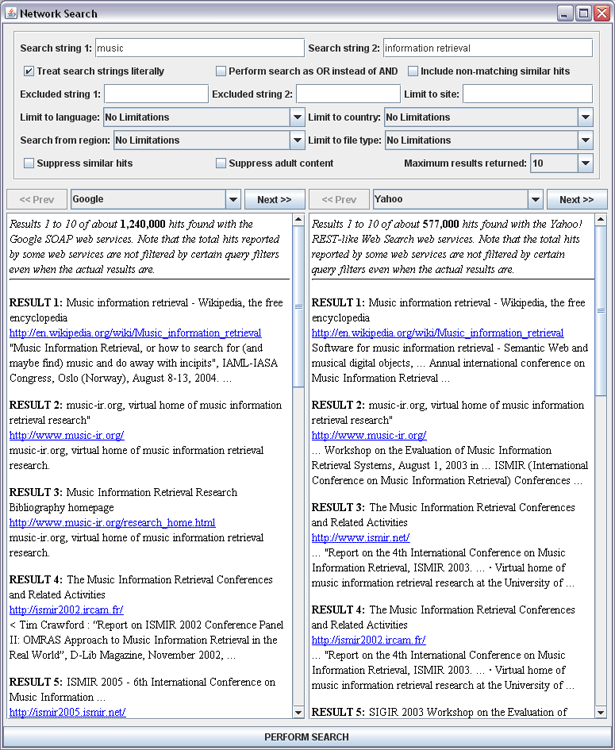 Network Search
Search string 1: music Search string 2: information retrieval
Treat search strings literally Perform search as OR instead of AND Include non-matching similar hits
Excluded string 1: Excluded string 2: Limit to site:
Limit to language: No Limitations Limit to country: No Limitations
Search from region: No Limitations Limit to file type: No Limitations
Suppress similar hits Suppress adult content Maximum results returned: 10
<< Prev Google Next >> << Prev Yahoo Next >>
Results 1 to 10 of about 1,240,000 hits found with the
Google SOAP web services. Note that the total hits reported
by some web services are not filtered by certain query filters
even when the actual results are.
RESULT 1: Music information retrieval - Wikipedia, the free
encyclopedia
http://en.wikipedia.org/wiki/Music_information_retrieval
"Music Information Retrieval, or how to search for (and
maybe find) music and do away with incipits", IAML-IASA
Congress, Oslo (Norway), August 8-13, 2004. ...
RESULT 2: music-ir.org, virtual home of music information
retrieval research"
http://www.music-ir.org/
music-ir.org, virtual home of music information retrieval
research.
RESULT 3: Music Information Retrieval Research
Bibliography homepage
http://www.music-ir.org/research_home.html
music-ir.org, virtual home of music information retrieval
research.
RESULT 4: The Music Information Retrieval Conferences
and Related Activities
http://ismir2002.ircam.fr/
< Tim Crawford : "Report on ISMIR 2002 Conference Panel
II: OMRAS Approach to Music Information Retrieval in the
Real World", D-Lib Magazine, November 2002, ...
RESULT 5: ISMIR 2005 - 6th International Conference on
Music Information ...
http://ismir2005.ismir.net/
Results 1 to 10 of about 577,000 hits found with the Yahoo!
REST-like Web Search web services. Note that the total hits
reported by some web services are not filtered by certain
query filters even when the actual results are.
RESULT 1: Music information retrieval - Wikipedia, the free
encyclopedia
http://en.wikipedia.org/wiki/Music_information_retrieval
Software for music information retrieval - Semantic Web and
musical digital objects, ... Annual international conference on
Music Information Retrieval ...
RESULT 2: music-ir.org, virtual home of music information
retrieval research"
http://www.music-ir.org/
... Workshop on the Evaluation of Music Information
Retrieval Systems, August 1, 2003 in ... ISMIR (International
Conference on Music Information Retrieval) Conferences ...
RESULT 3: The Music Information Retrieval Conferences
and Related Activities
http://www.ismir.net/
... "Report on the 4th International Conference on Music
Information Retrieval, ISMIR 2003. ... · Virtual home of
music information retrieval research at the University of ...
RESULT 4: The Music Information Retrieval Conferences
and Related Activities
http://ismir2002.ircam.fr/
... "Report on the 4th International Conference on Music
Information Retrieval, ISMIR 2003. ... · Virtual home of
music information retrieval research at the University of ...
RESULT 5: SIGIR 2003 Workshop on the Evaluation of
PERFORM SEARCH